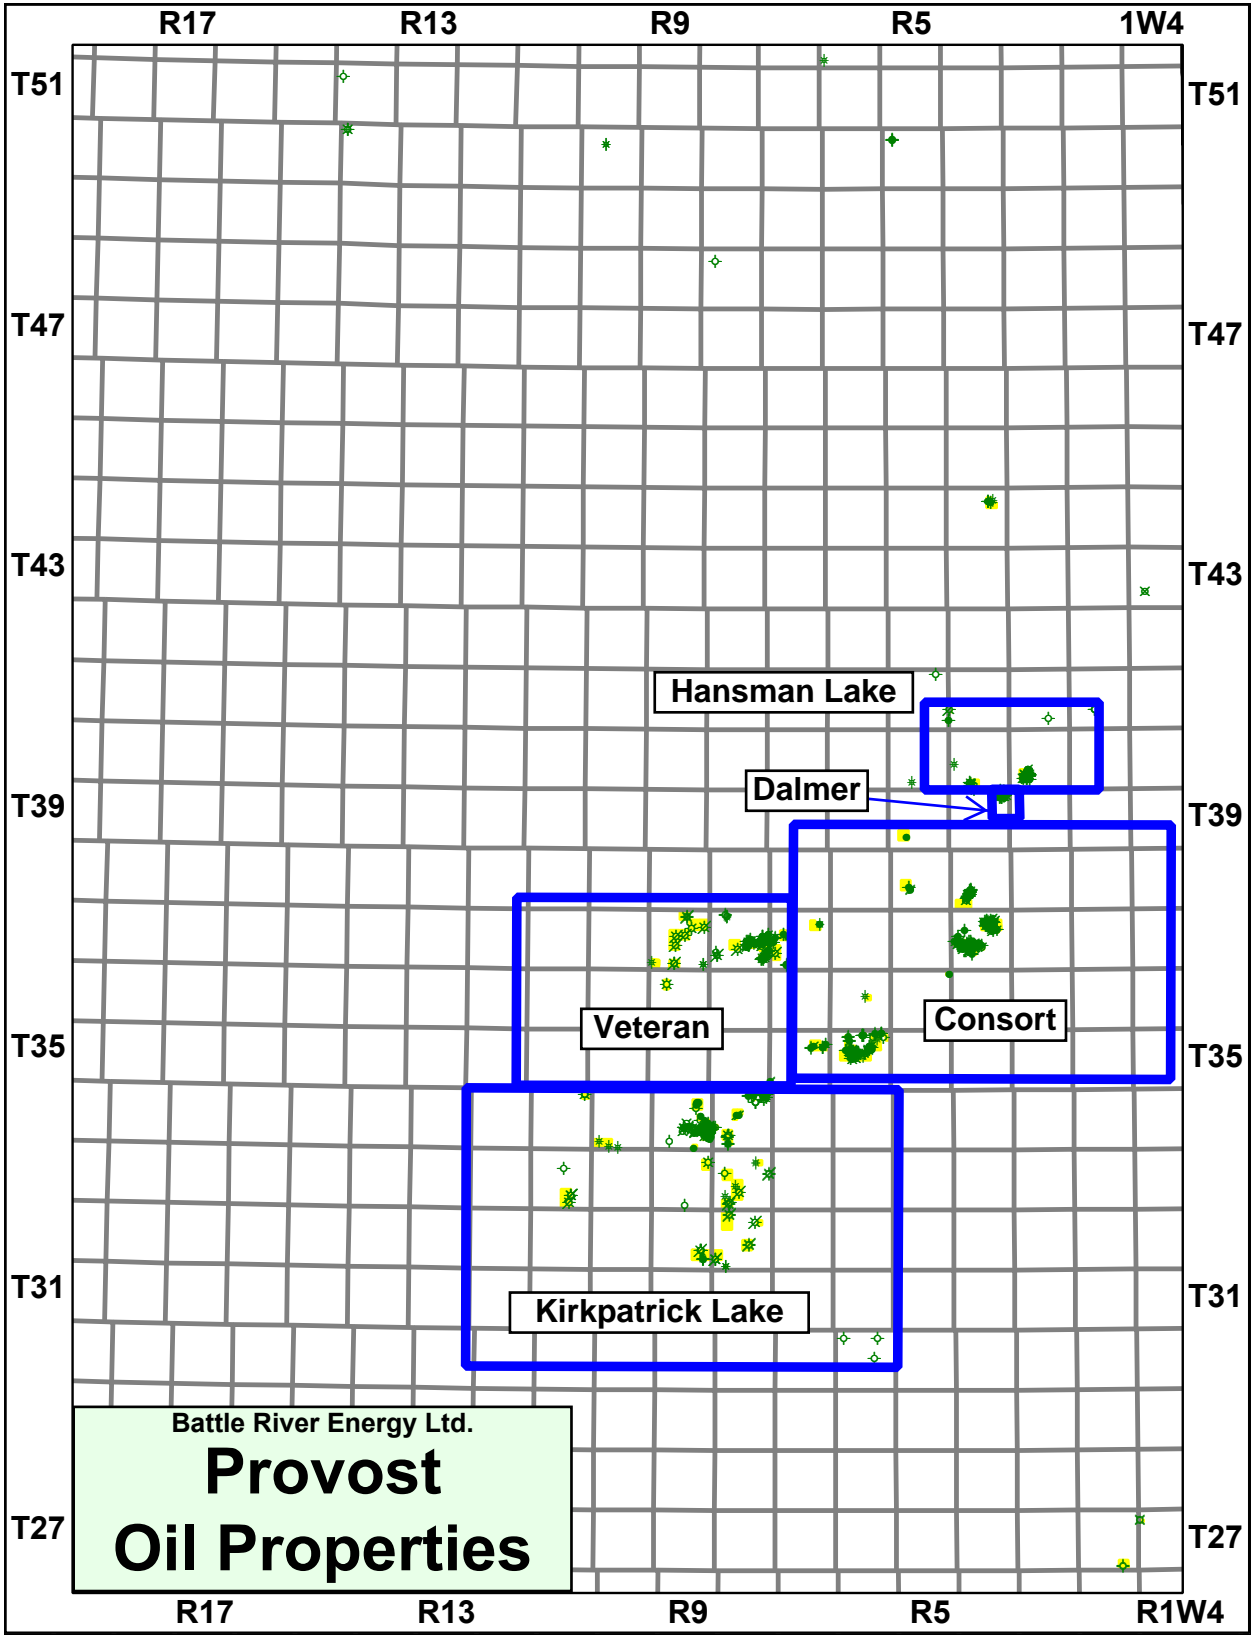 R17 R13 R9 R5 1W4
T51 T51
T47 T47
T43 T43
Hansman Lake
Dalmer
T39 T39
Veteran
Consort
T35 T35
T31 T31
Kirkpatrick Lake
Battle River Energy Ltd.
Provost
Oil Properties
T27 T27
R17 R13 R9 R5 R1W4